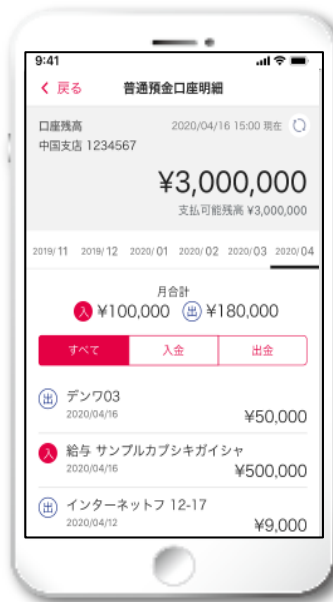 9:41
戻る 普通預金口座明細
口座残高 2020/04/16 15:00 現在
中国支店 1234567
¥3,000,000
支払可能残高 ¥3,000,000
2019/11 2019/12 2020/01 2020/02 2020/03 2020/04
月合計
入 ¥100,000 出 ¥180,000
すべて 入金 出金
出 デンワ03
2020/04/16 ¥50,000
入 給与 サンプルカブシキガイシャ
2020/04/16 ¥500,000
出 インターネットフ 12-17
2020/04/12 ¥9,000